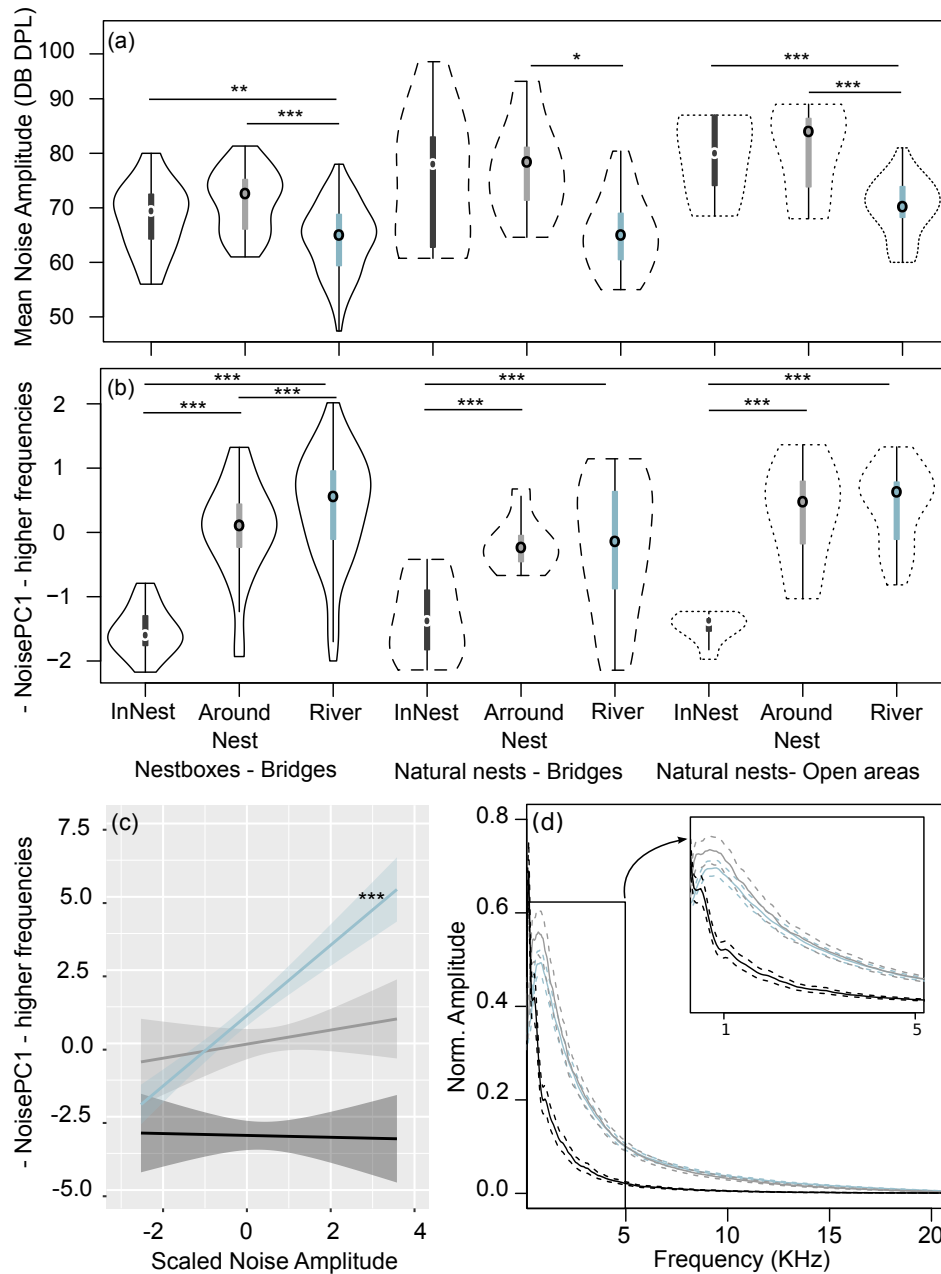 (a)
Mean Noise Amplitude (DB DPL)
100
90
80
70
60
50
**
***
*
***
***
(b)
- NoisePC1 - higher frequencies
2
1
0
−1
−2
***
***
***
***
***
***
***
InNest Around Nest River InNest Arround Nest River InNest Around Nest River
Nestboxes - Bridges Natural nests - Bridges Natural nests- Open areas
(c)
- NoisePC1 - higher frequencies
7.5
5.0
2.5
0.0
-2.5
-5.0
***
-2 0 2 4
Scaled Noise Amplitude
(d)
Norm. Amplitude
0.8
0.6
0.4
0.2
0.0
1 5
5 10 15 20
Frequency (KHz)